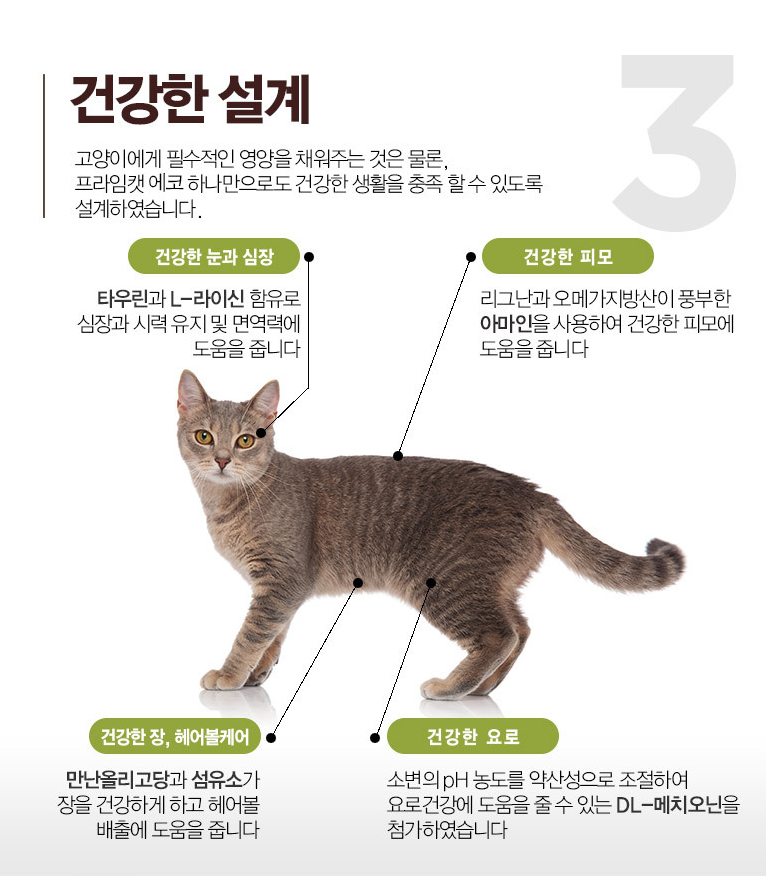 3
건강한 설계
고양이에게 필수적인 영양을 채워주는 것은 물론,
프라임캣 에코 하나만으로도 건강한 생활을 충족 할 수 있도록
설계하였습니다.
건강한 눈과 심장
타우린과 L-라이신 함유로
심장과 시력 유지 및 면역력에
도움을 줍니다
건강한 피모
리그난과 오메가지방산이 풍부한
아마인을 사용하여 건강한 피모에
도움을 줍니다
건강한 장, 헤어볼케어
만난올리고당과 섬유소가
장을 건강하게 하고 헤어볼
배출에 도움을 줍니다
건강한 요로
소변의 pH 농도를 약산성으로 조절하여
요로건강에 도움을 줄 수 있는 DL-메치오닌을
첨가하였습니다